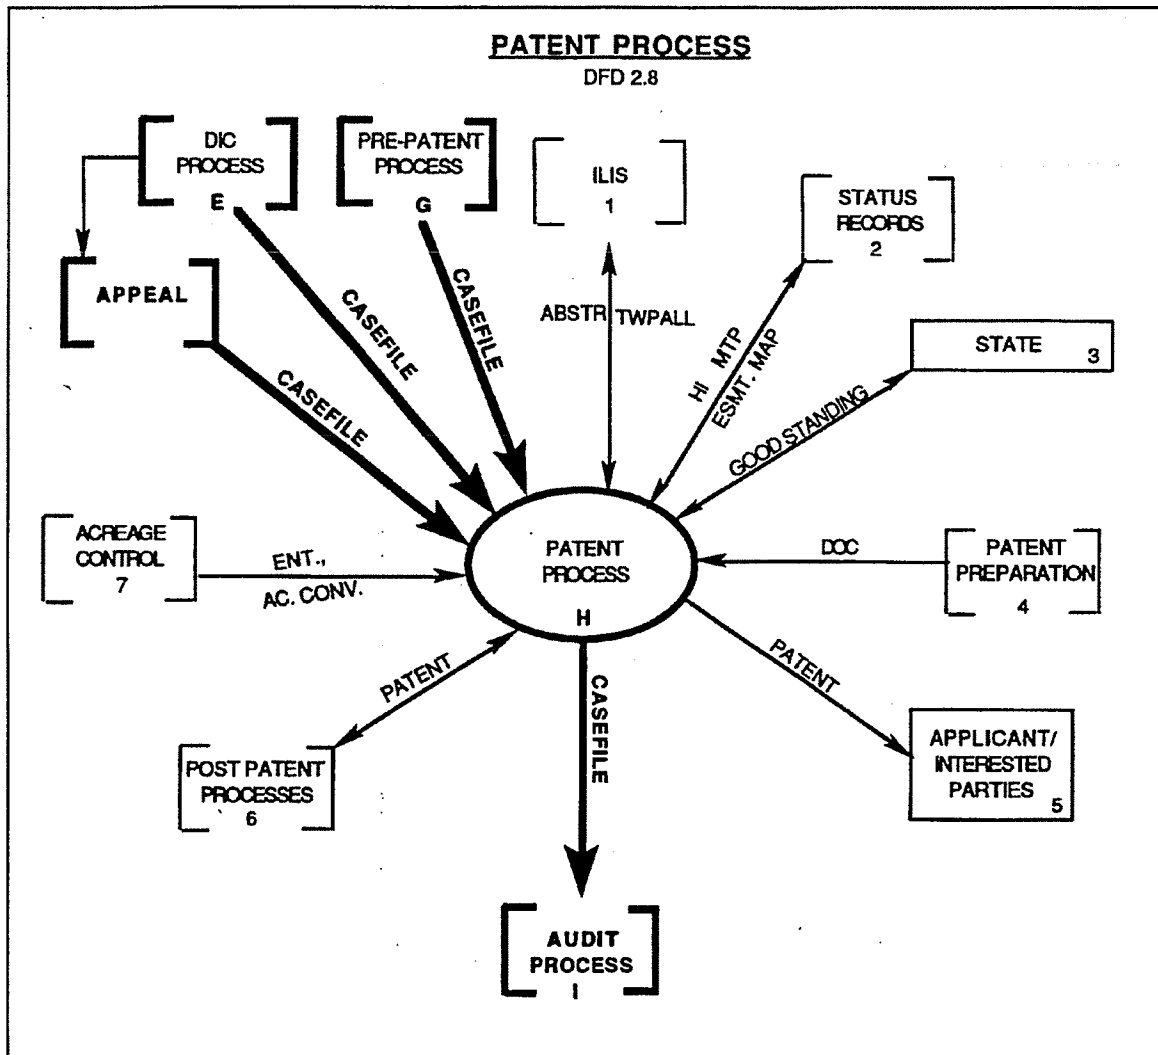 PATENT PROCESS
DFD 2.8
DIC
PROCESS
E
PRE-PATENT
PROCESS
G
ILIS
1
STATUS
RECORDS
2
APPEAL
CASEFILE
CASEFILE
CASEFILE
ABSTR
TWPALL
HI MTP
ESMT. MAP
STATE
3
GOOD STANDING
ACREAGE
CONTROL
7
ENT.,
AC. CONV.
PATENT
PROCESS
H
DOC
PATENT
PREPARATION
4
PATENT
CASEFILE
PATENT
POST PATENT
PROCESSES
6
APPLICANT/
INTERESTED
PARTIES
5
AUDIT
PROCESS
I